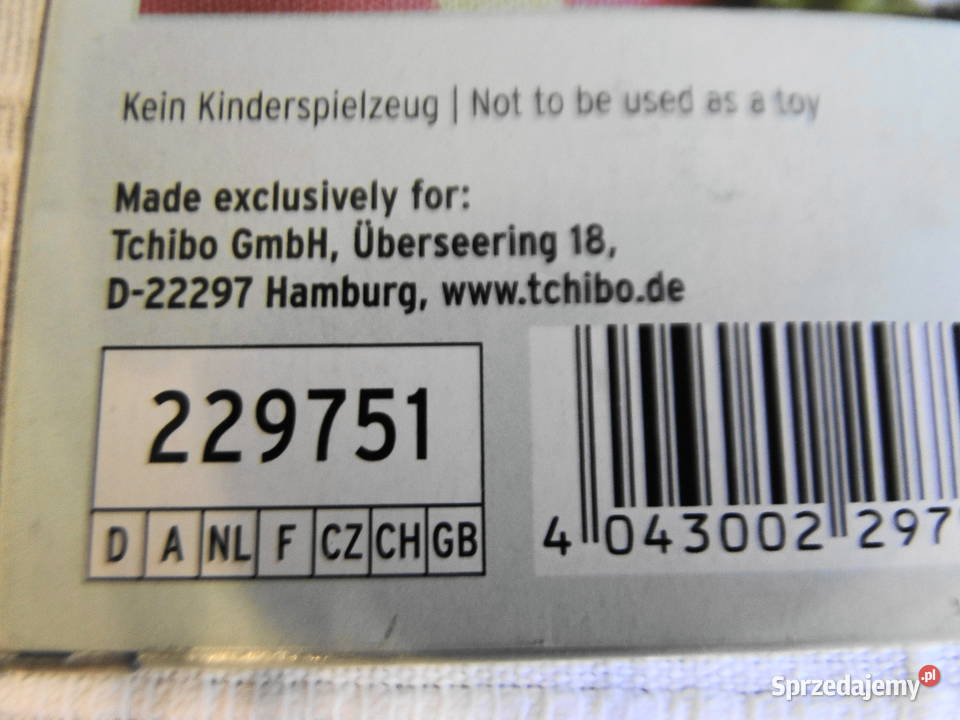 Kein Kinderspielzeug | Not to be used as a toy
Made exclusively for:
Tchibo GmbH, Überseering 18,
D-22297 Hamburg, www.tchibo.de
229751
D A NL F CZ CH GB
4 043002 297
Sprzedajemy.pl